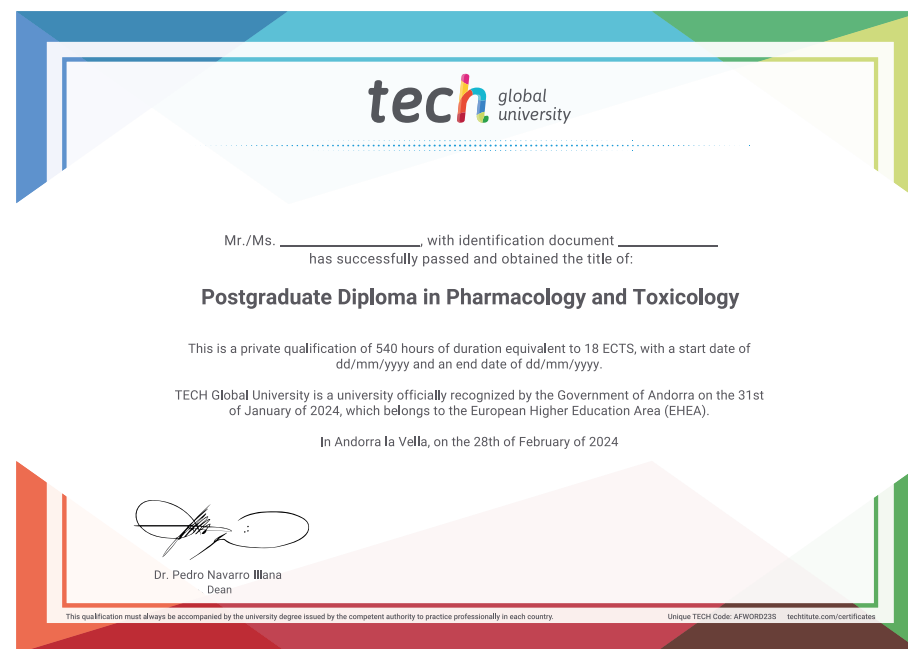 tech global university
Mr./Ms. ____________, with identification document ____________
has successfully passed and obtained the title of:
Postgraduate Diploma in Pharmacology and Toxicology
This is a private qualification of 540 hours of duration equivalent to 18 ECTS, with a start date of
dd/mm/yyyy and an end date of dd/mm/yyyy.
TECH Global University is a university officially recognized by the Government of Andorra on the 31st
of January of 2024, which belongs to the European Higher Education Area (EHEA).
In Andorra la Vella, on the 28th of February of 2024
Dr. Pedro Navarro Illana
Dean
This qualification must always be accompanied by the university degree issued by the competent authority to practice professionally in each country.
Unique TECH Code: AFWORD23S techtitute.com/certificates